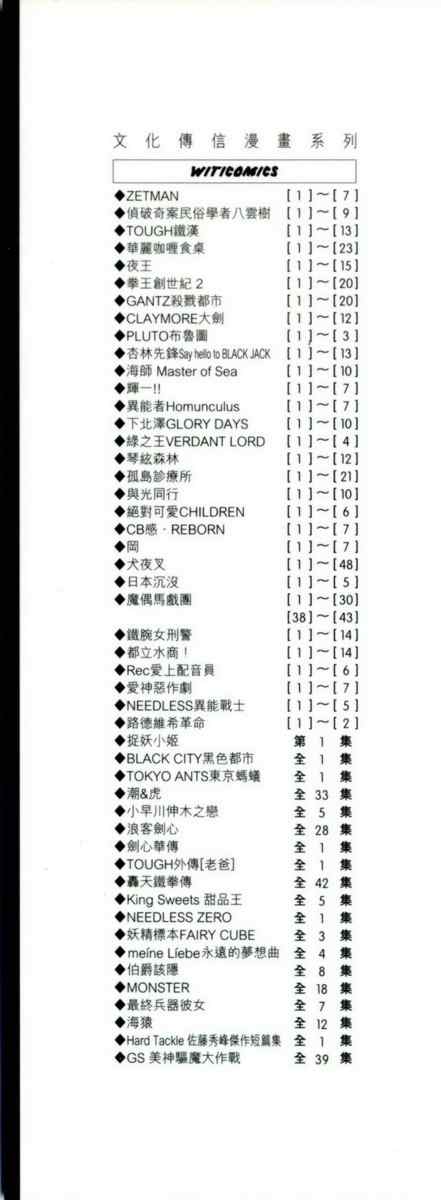 文化傳信漫畫系列
WITICOMICS
◆ZETMAN [1]～[7]
◆偵破奇案民俗學者八雲樹 [1]～[9]
◆TOUGH鐵漢 [1]～[13]
◆華麗咖喱食桌 [1]～[23]
◆夜王 [1]～[15]
◆拳王創世紀2 [1]～[20]
◆GANTZ殺戮都市 [1]～[20]
◆CLAYMORE大劍 [1]～[12]
◆PLUTO布魯圖 [1]～[3]
◆杏林先鋒Say hello to BLACK JACK [1]～[13]
◆海師 Master of Sea [1]～[10]
◆輝一!! [1]～[7]
◆異能者Homunculus [1]～[7]
◆下北澤GLORY DAYS [1]～[10]
◆綠之王VERDANT LORD [1]～[4]
◆琴絃森林 [1]～[12]
◆孤島診療所 [1]～[21]
◆與光同行 [1]～[10]
◆絕對可愛CHILDREN [1]～[6]
◆CB感‧REBORN [1]～[7]
◆岡 [1]～[7]
◆犬夜叉 [1]～[48]
◆日本沉沒 [1]～[5]
◆魔偶馬戲團 [1]～[30]
[38]～[43]
◆鐵腕女刑警 [1]～[14]
◆都立水商！ [1]～[14]
◆Rec愛上配音員 [1]～[6]
◆愛神惡作劇 [1]～[7]
◆NEEDLESS異能戰士 [1]～[5]
◆路德維希革命 [1]～[2]
◆捉妖小姬 第 1 集
◆BLACK CITY黑色都市 全 1 集
◆TOKYO ANTS東京螞蟻 全 1 集
◆潮&虎 全 33 集
◆小早川伸木之戀 全 5 集
◆浪客劍心 全 28 集
◆劍心華傳 全 1 集
◆TOUGH外傳[老爸] 全 1 集
◆轟天鐵拳傳 全 42 集
◆King Sweets 甜品王 全 5 集
◆NEEDLESS ZERO 全 1 集
◆妖精標本FAIRY CUBE 全 3 集
◆meíne Líebe永遠的夢想曲 全 4 集
◆伯爵該隱 全 8 集
◆MONSTER 全 18 集
◆最終兵器彼女 全 7 集
◆海猿 全 12 集
◆Hard Tackle 佐藤秀峰傑作短篇集 全 1 集
◆GS 美神驅魔大作戰 全 39 集